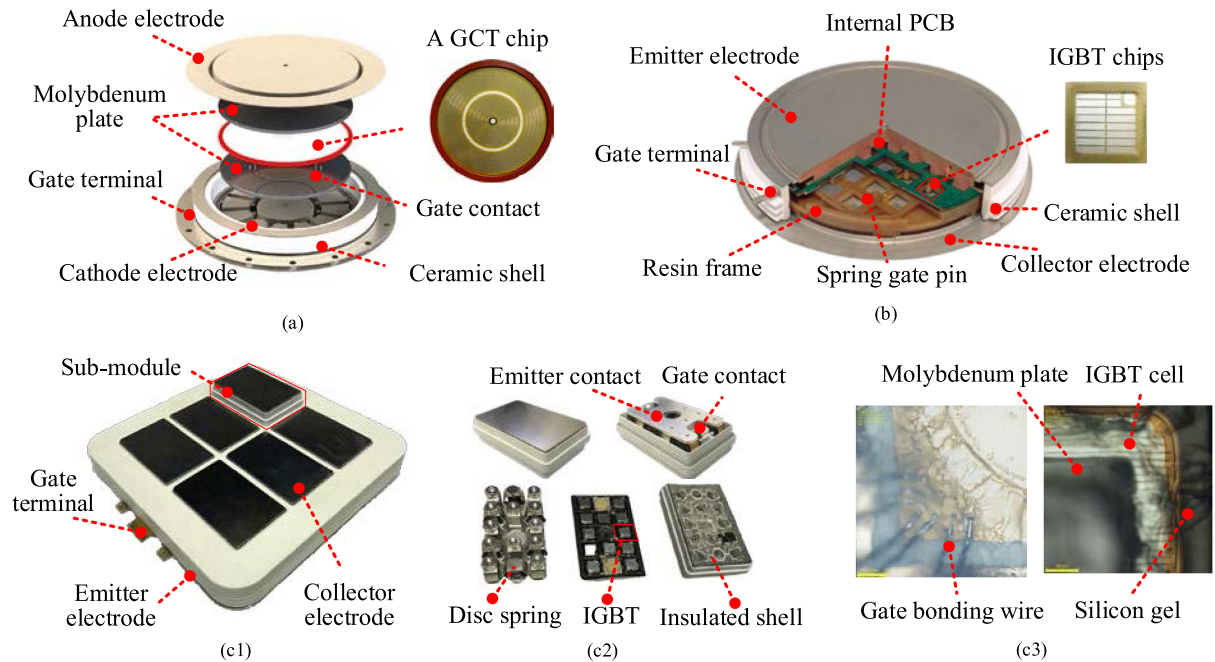 Anode electrode
A GCT chip
Molybdenum
plate
Gate terminal
Gate contact
Cathode electrode
Ceramic shell
(a)
Internal PCB
Emitter electrode
IGBT chips
Gate
terminal
Ceramic shell
Resin frame
Spring gate pin
Collector electrode
(b)
Sub-module
Gate
terminal
Emitter
electrode
Collector
electrode
(c1)
Emitter contact
Gate contact
Disc spring
IGBT
Insulated shell
(c2)
Molybdenum plate
IGBT cell
Gate bonding wire
Silicon gel
(c3)